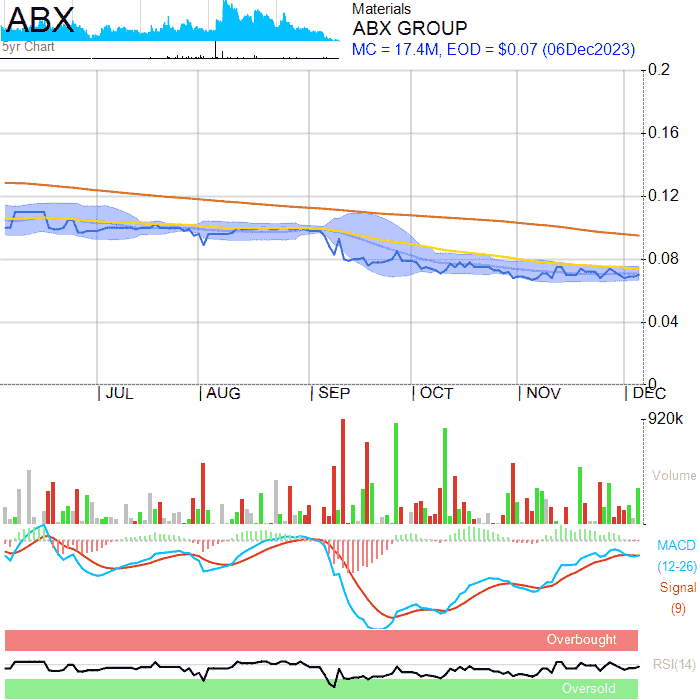 ABX
5yr Chart
Materials
ABX GROUP
MC = 17.4M, EOD = $0.07 (06Dec2023)
0.2
0.16
0.12
0.08
0.04
0
JUL AUG SEP OCT NOV DEC
920k
Volume
MACD
(12-26)
Signal
(9)
Overbought
RSI(14)
Oversold